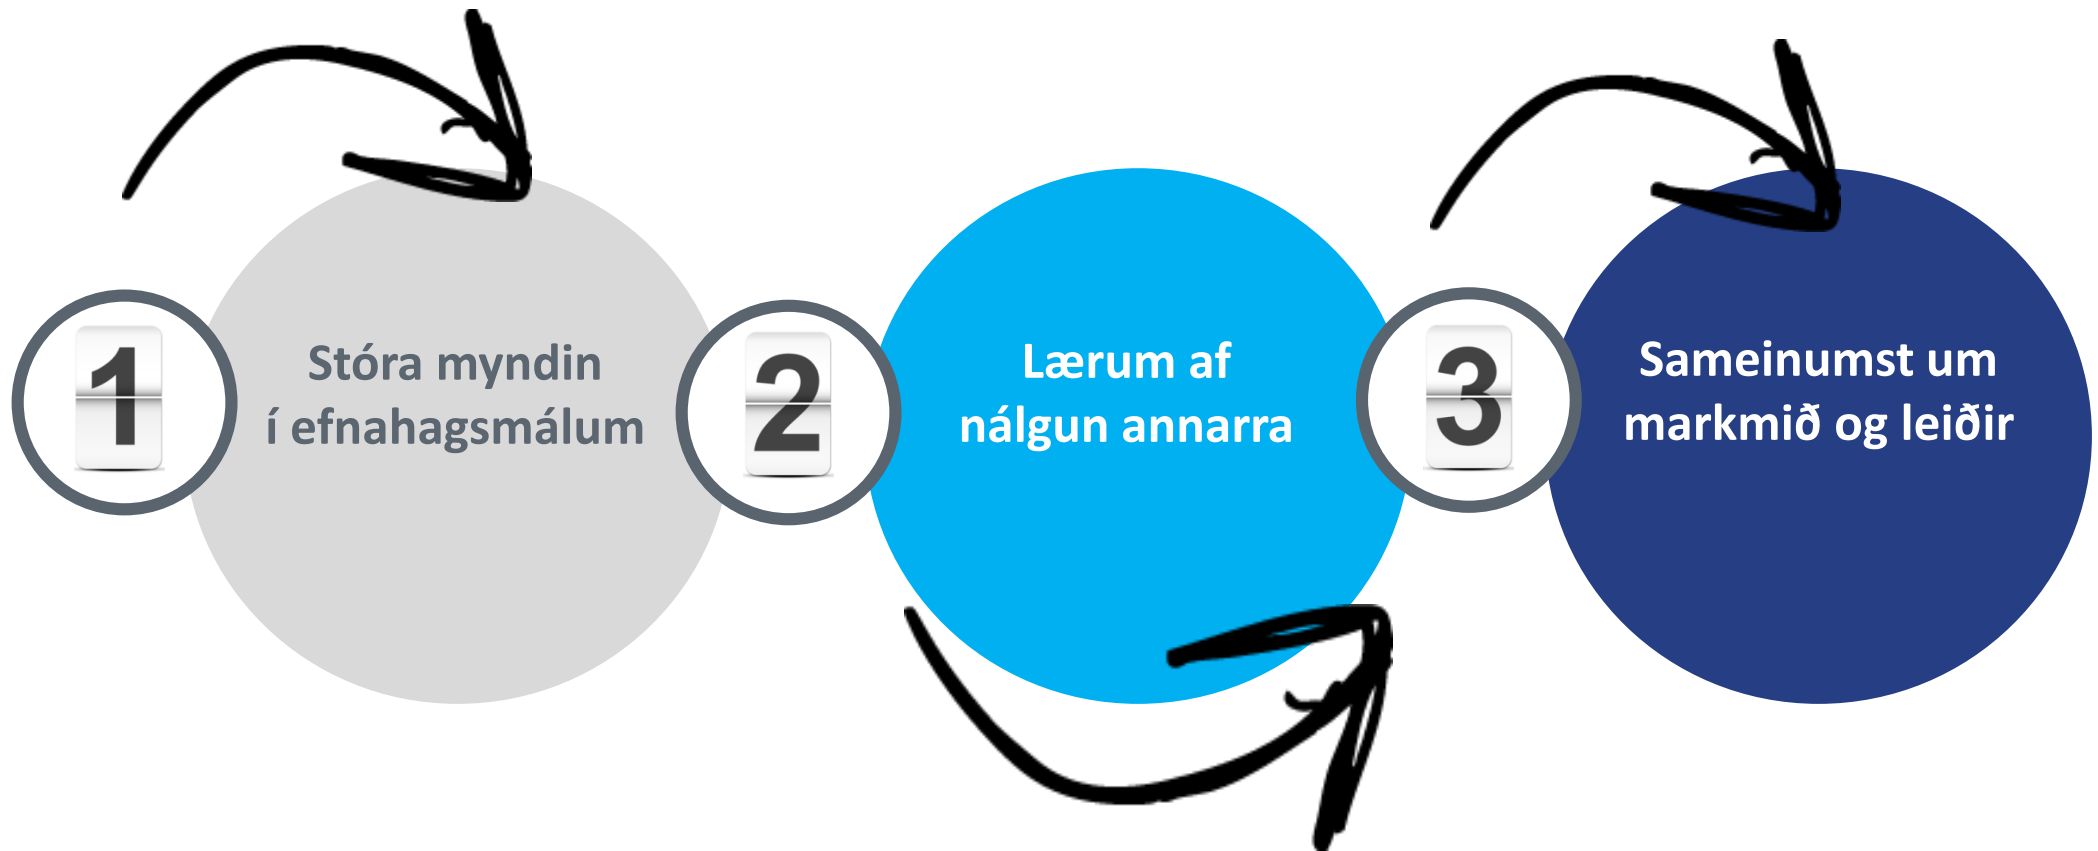 1
Stóra myndin
í efnahagsmálum
2
Lærum af
nálgun annarra
3
Sameinumst um
markmið og leiðir